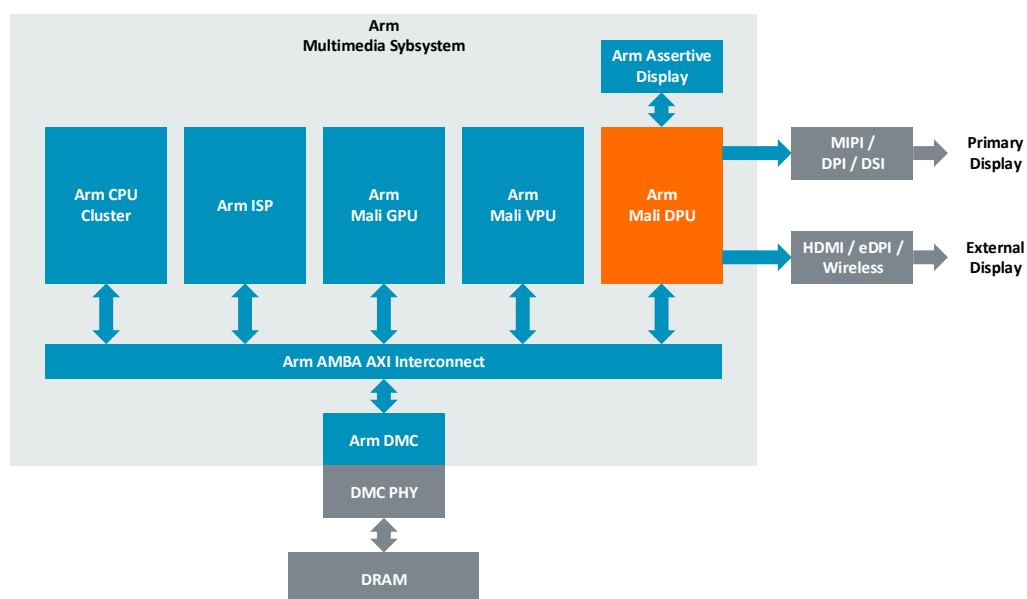 Arm
Multimedia Sybsystem
Arm Assertive
Display
Arm CPU
Cluster
Arm ISP
Arm
Mali GPU
Arm
Mali VPU
Arm
Mali DPU
MIPI /
DPI / DSI
Primary
Display
HDMI / eDPI /
Wireless
External
Display
Arm AMBA AXI Interconnect
Arm DMC
DMC PHY
DRAM